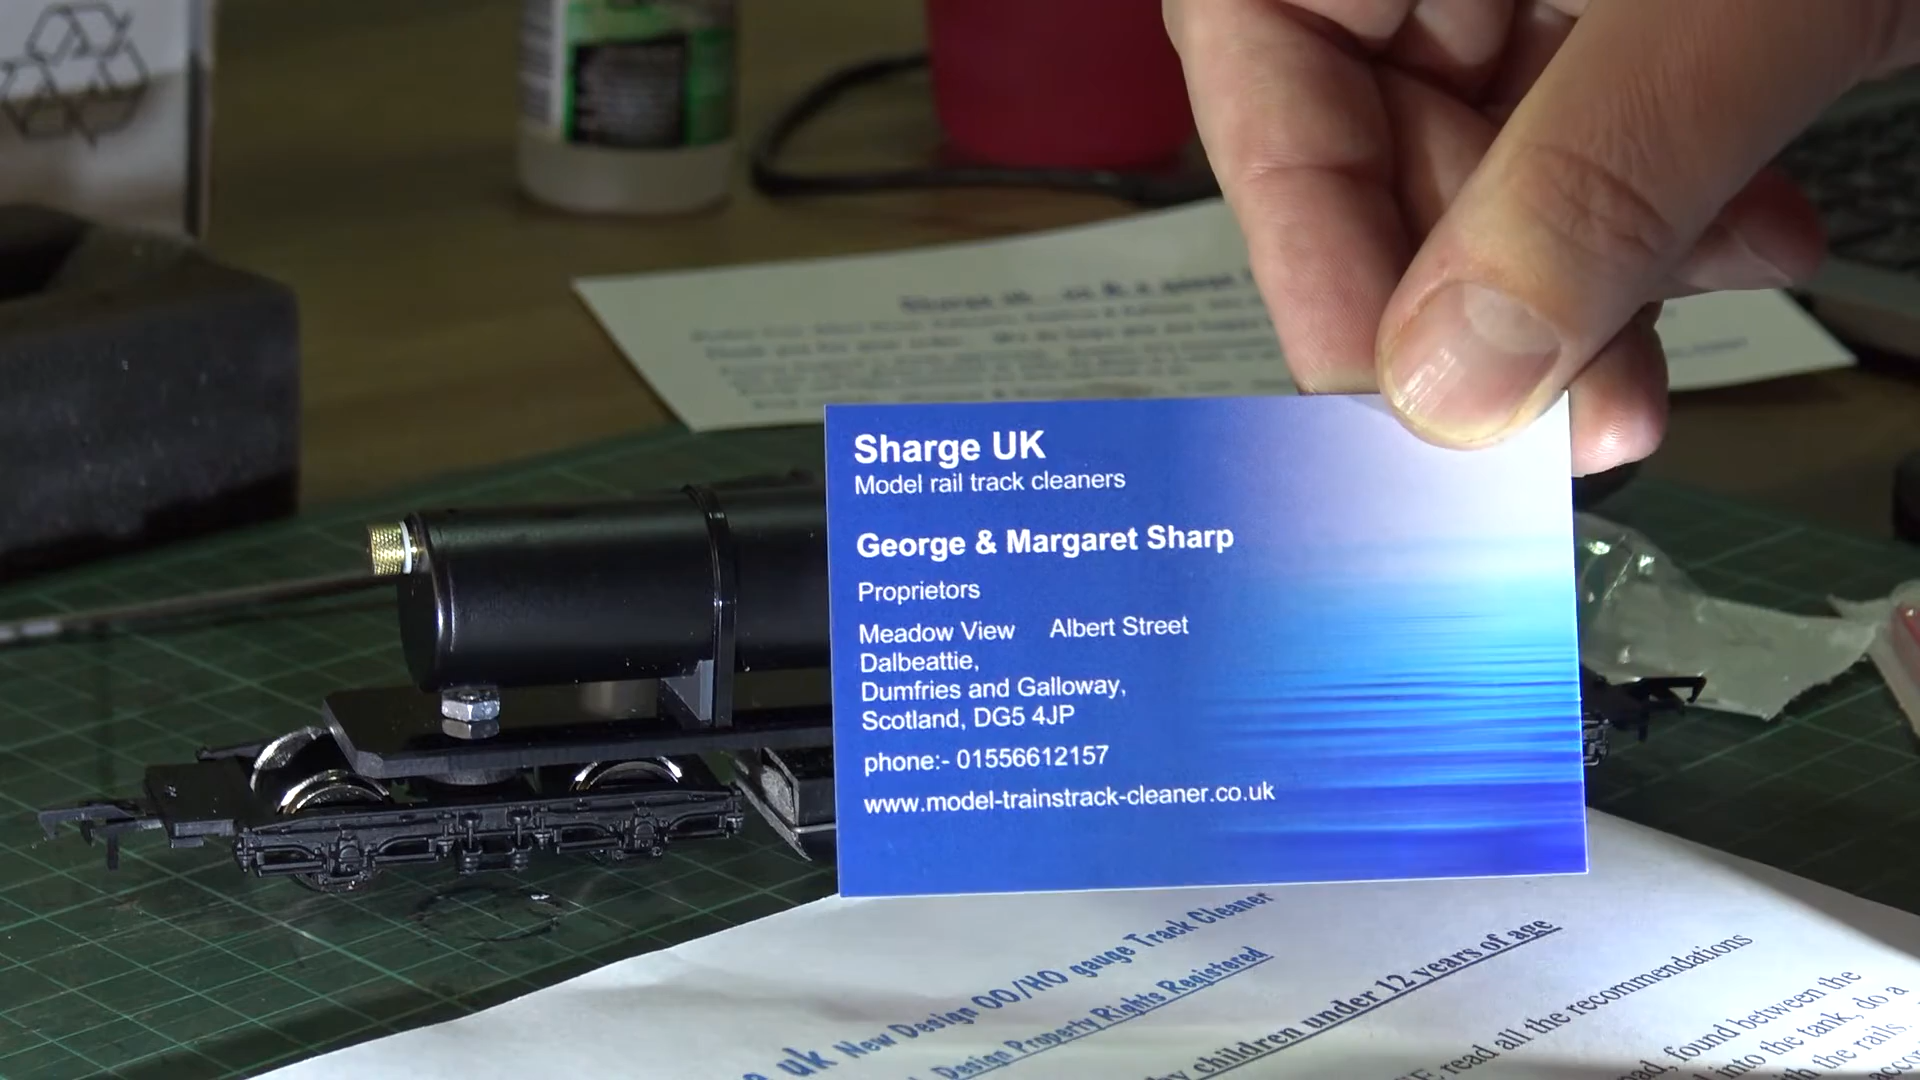 Sharge UK
Model rail track cleaners
George & Margaret Sharp
Proprietors
Meadow View Albert Street
Dalbeattie,
Dumfries and Galloway,
Scotland, DG5 4JP
phone:- 01556612157
www.model-trainstrack-cleaner.co.uk
uk New Design OO/HO gauge Track Cleaner
Design Property Rights Registered
children under 12 years of age
read all the recommendations
found between the
into the tank, do a
the rails.